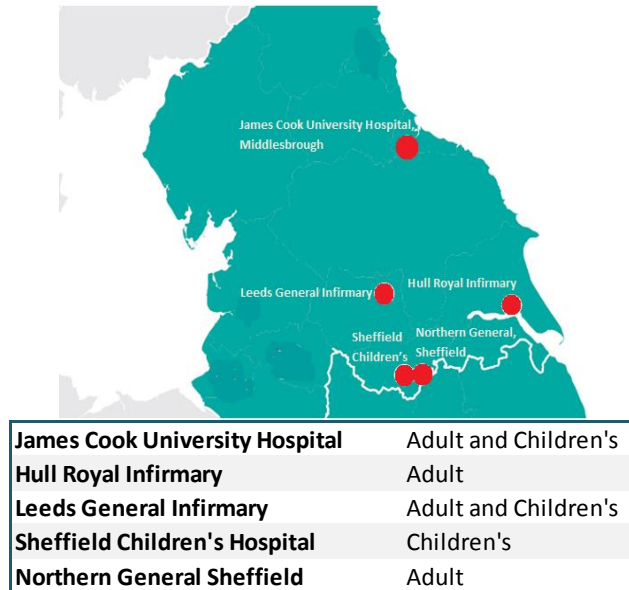 James Cook University Hospital,
Middlesbrough
Leeds General Infirmary
Hull Royal Infirmary
Sheffield
Children's
Northern General,
Sheffield
James Cook University Hospital Adult and Children's
Hull Royal Infirmary Adult
Leeds General Infirmary Adult and Children's
Sheffield Children's Hospital Children's
Northern General Sheffield Adult